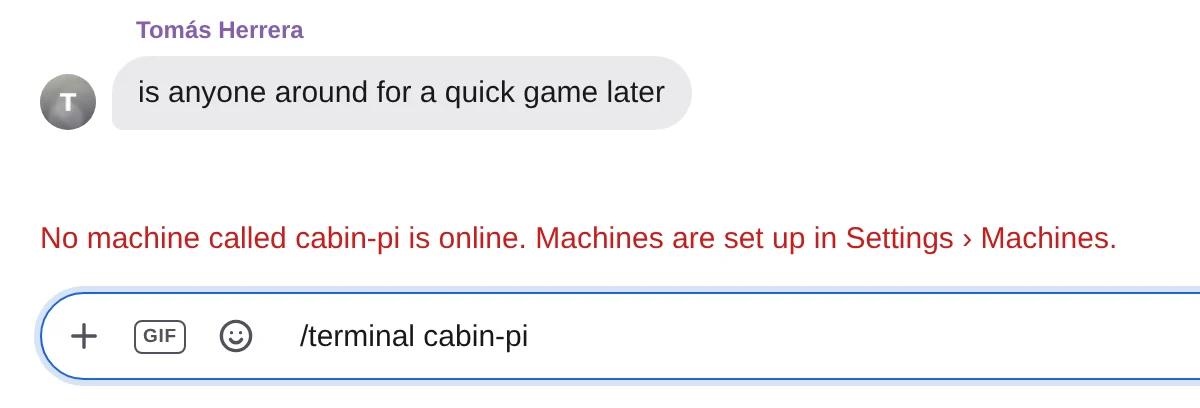 Tomás Herrera
T
is anyone around for a quick game later
No machine called cabin-pi is online. Machines are set up in Settings › Machines.
GIF
/terminal cabin-pi